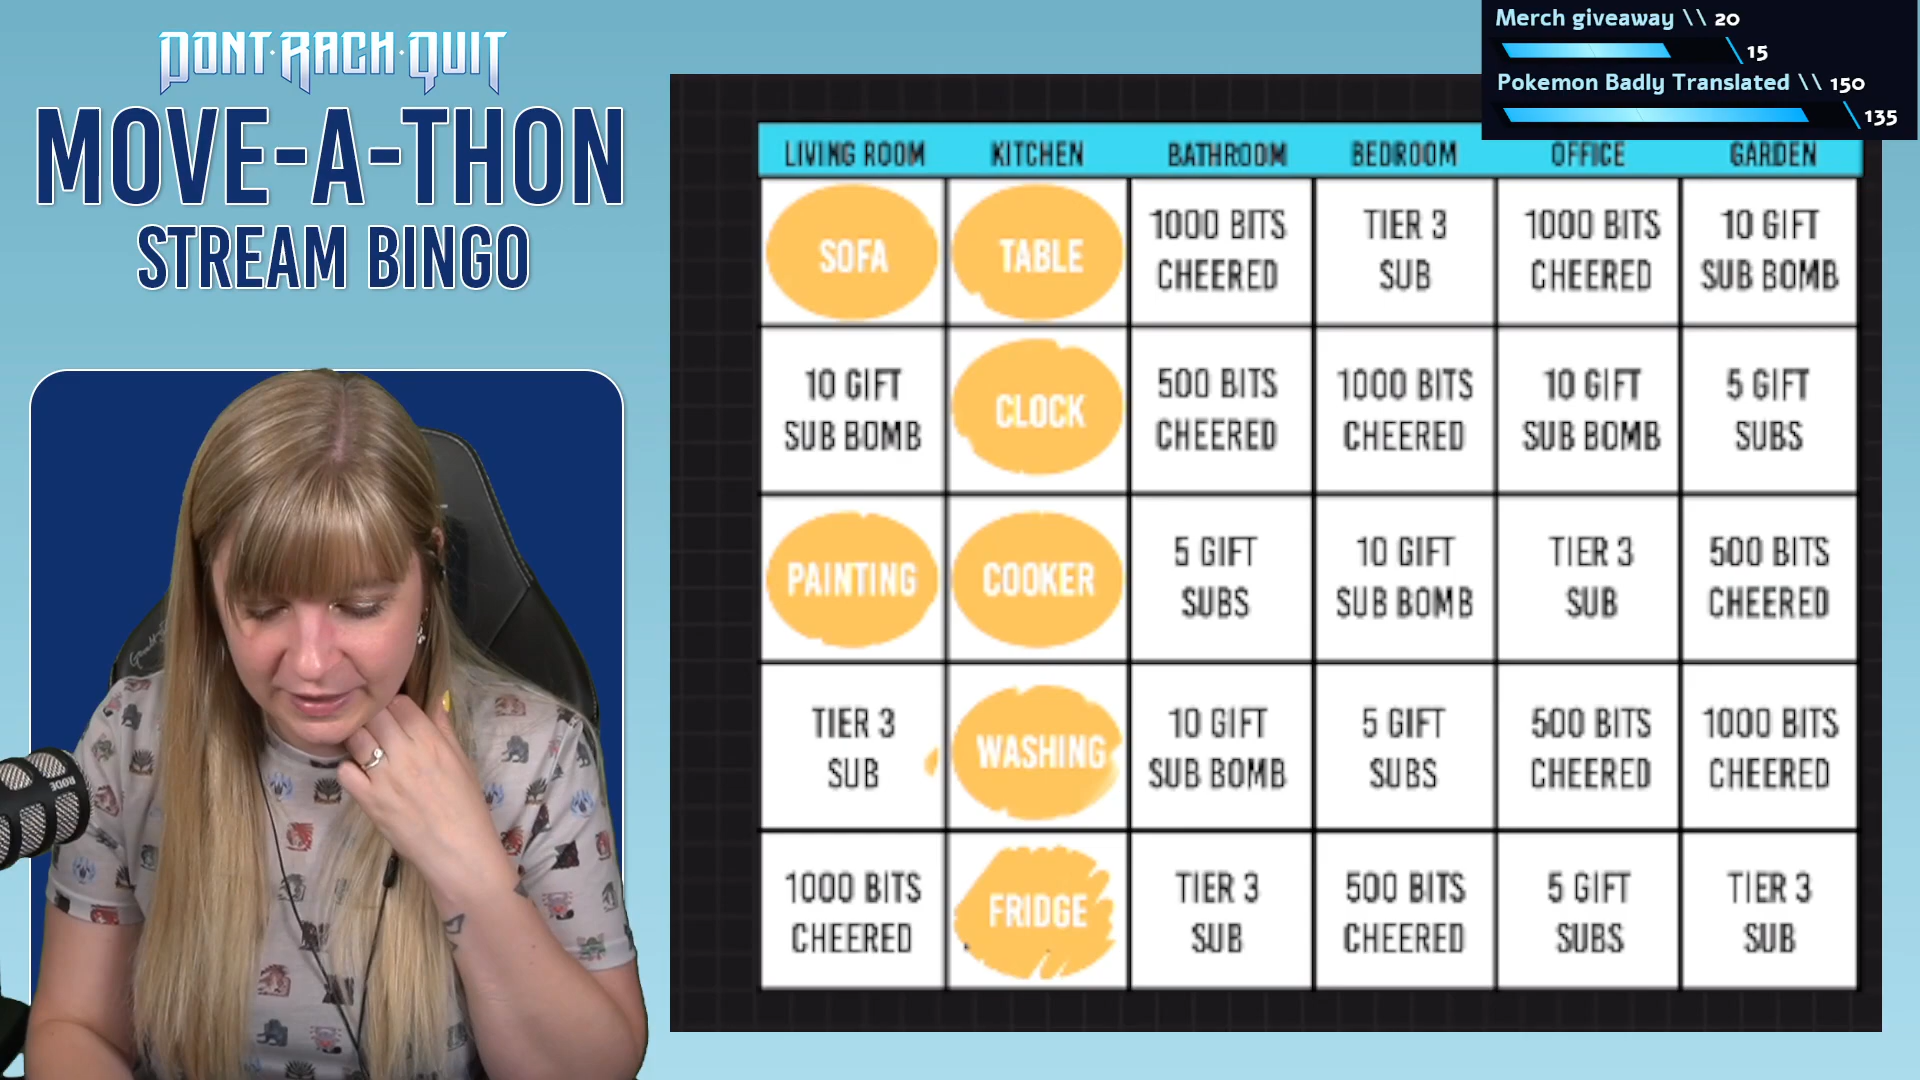 DONT·RACH·QUIT
MOVE-A-THON
STREAM BINGO
Merch giveaway \\ 20
15
Pokemon Badly Translated \\ 150
135
LIVING ROOM KITCHEN BATHROOM BEDROOM OFFICE GARDEN
SOFA TABLE 1000 BITS CHEERED TIER 3 SUB 1000 BITS CHEERED 10 GIFT SUB BOMB
10 GIFT SUB BOMB CLOCK 500 BITS CHEERED 1000 BITS CHEERED 10 GIFT SUB BOMB 5 GIFT SUBS
PAINTING COOKER 5 GIFT SUBS 10 GIFT SUB BOMB TIER 3 SUB 500 BITS CHEERED
TIER 3 SUB WASHING 10 GIFT SUB BOMB 5 GIFT SUBS 500 BITS CHEERED 1000 BITS CHEERED
1000 BITS CHEERED FRIDGE TIER 3 SUB 500 BITS CHEERED 5 GIFT SUBS TIER 3 SUB
RODE